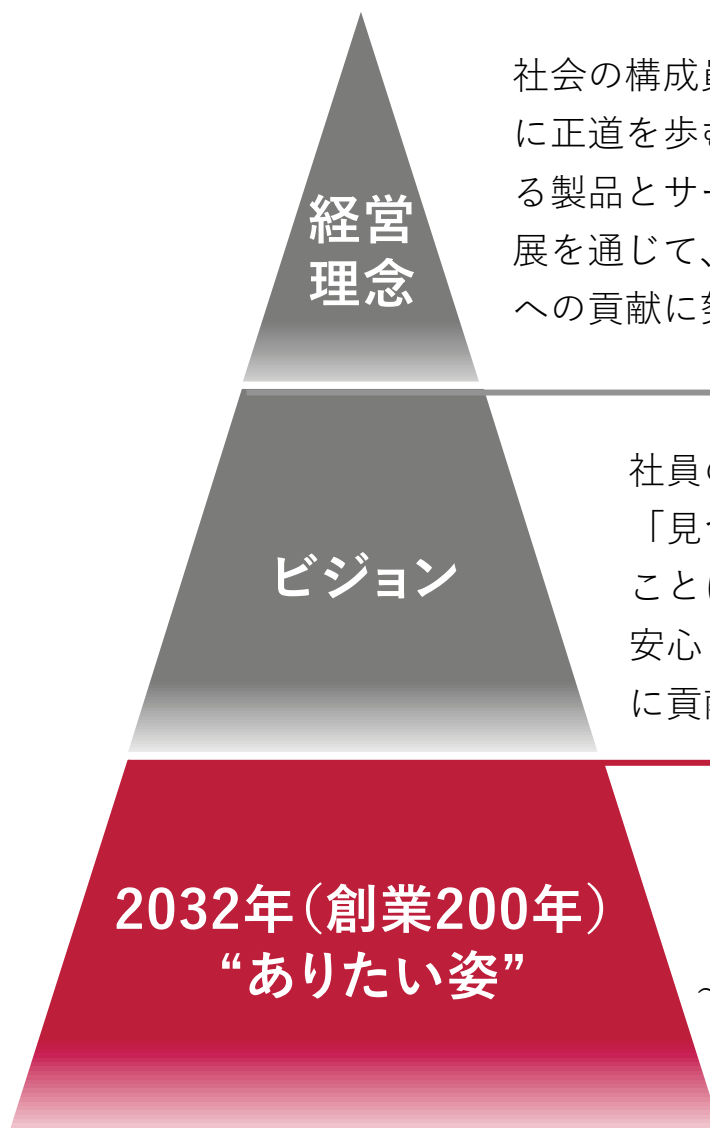 社会の構成
に正道を歩
る製品とサー
展を通じて、
への貢献に
経営
理念
社員
「見
こと
安心
に貢
ビジョン
2032年（創業200年）
“ありたい姿”
～